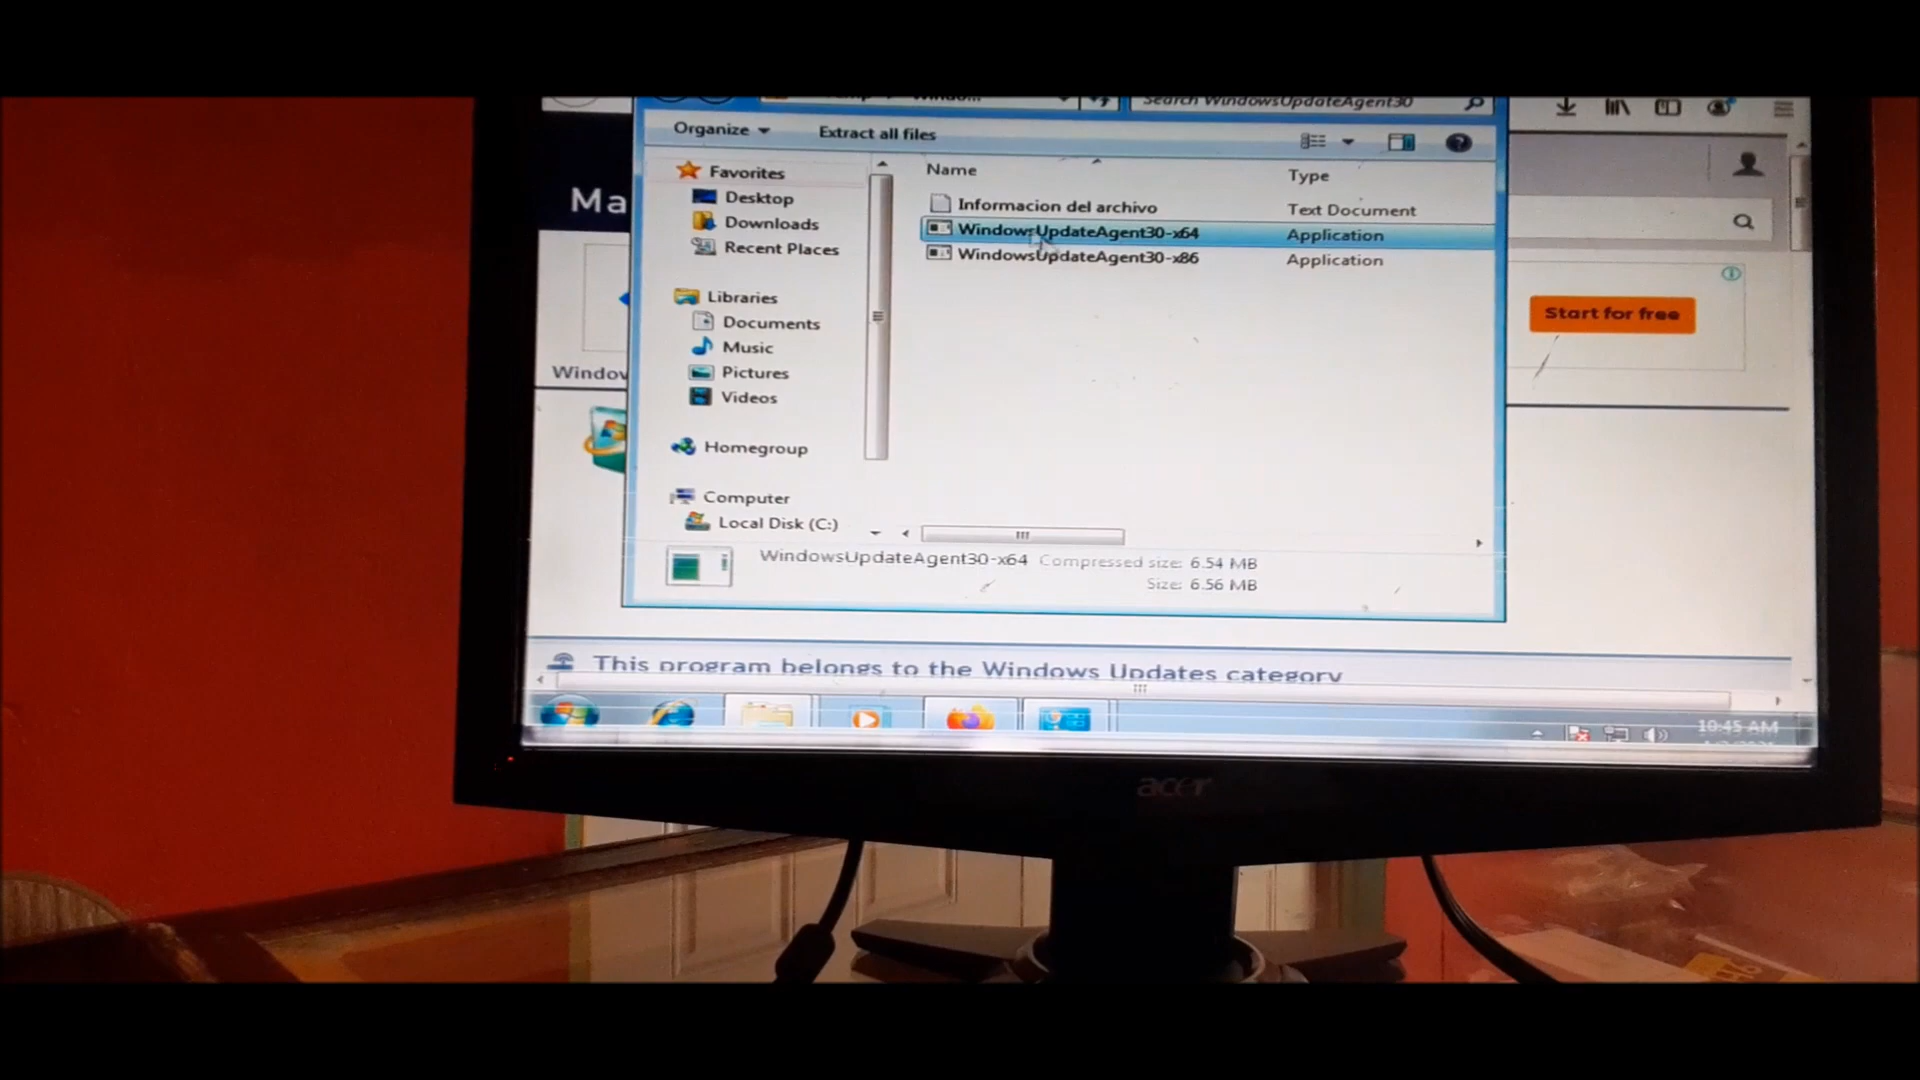 Search WindowsUpdateAgent30
Organize
Extract all files
Ma
Favorites
Desktop
Downloads
Recent Places
Libraries
Documents
Music
Pictures
Videos
Homegroup
Computer
Local Disk (C:)
Name
Type
Informacion del archivo
Text Document
WindowsUpdateAgent30-x64
Application
WindowsUpdateAgent30-x86
Application
Start for free
Window
WindowsUpdateAgent30-x64
Compressed size: 6.54 MB
Size: 6.56 MB
This program belongs to the Windows Updates category
10:45 AM
acer